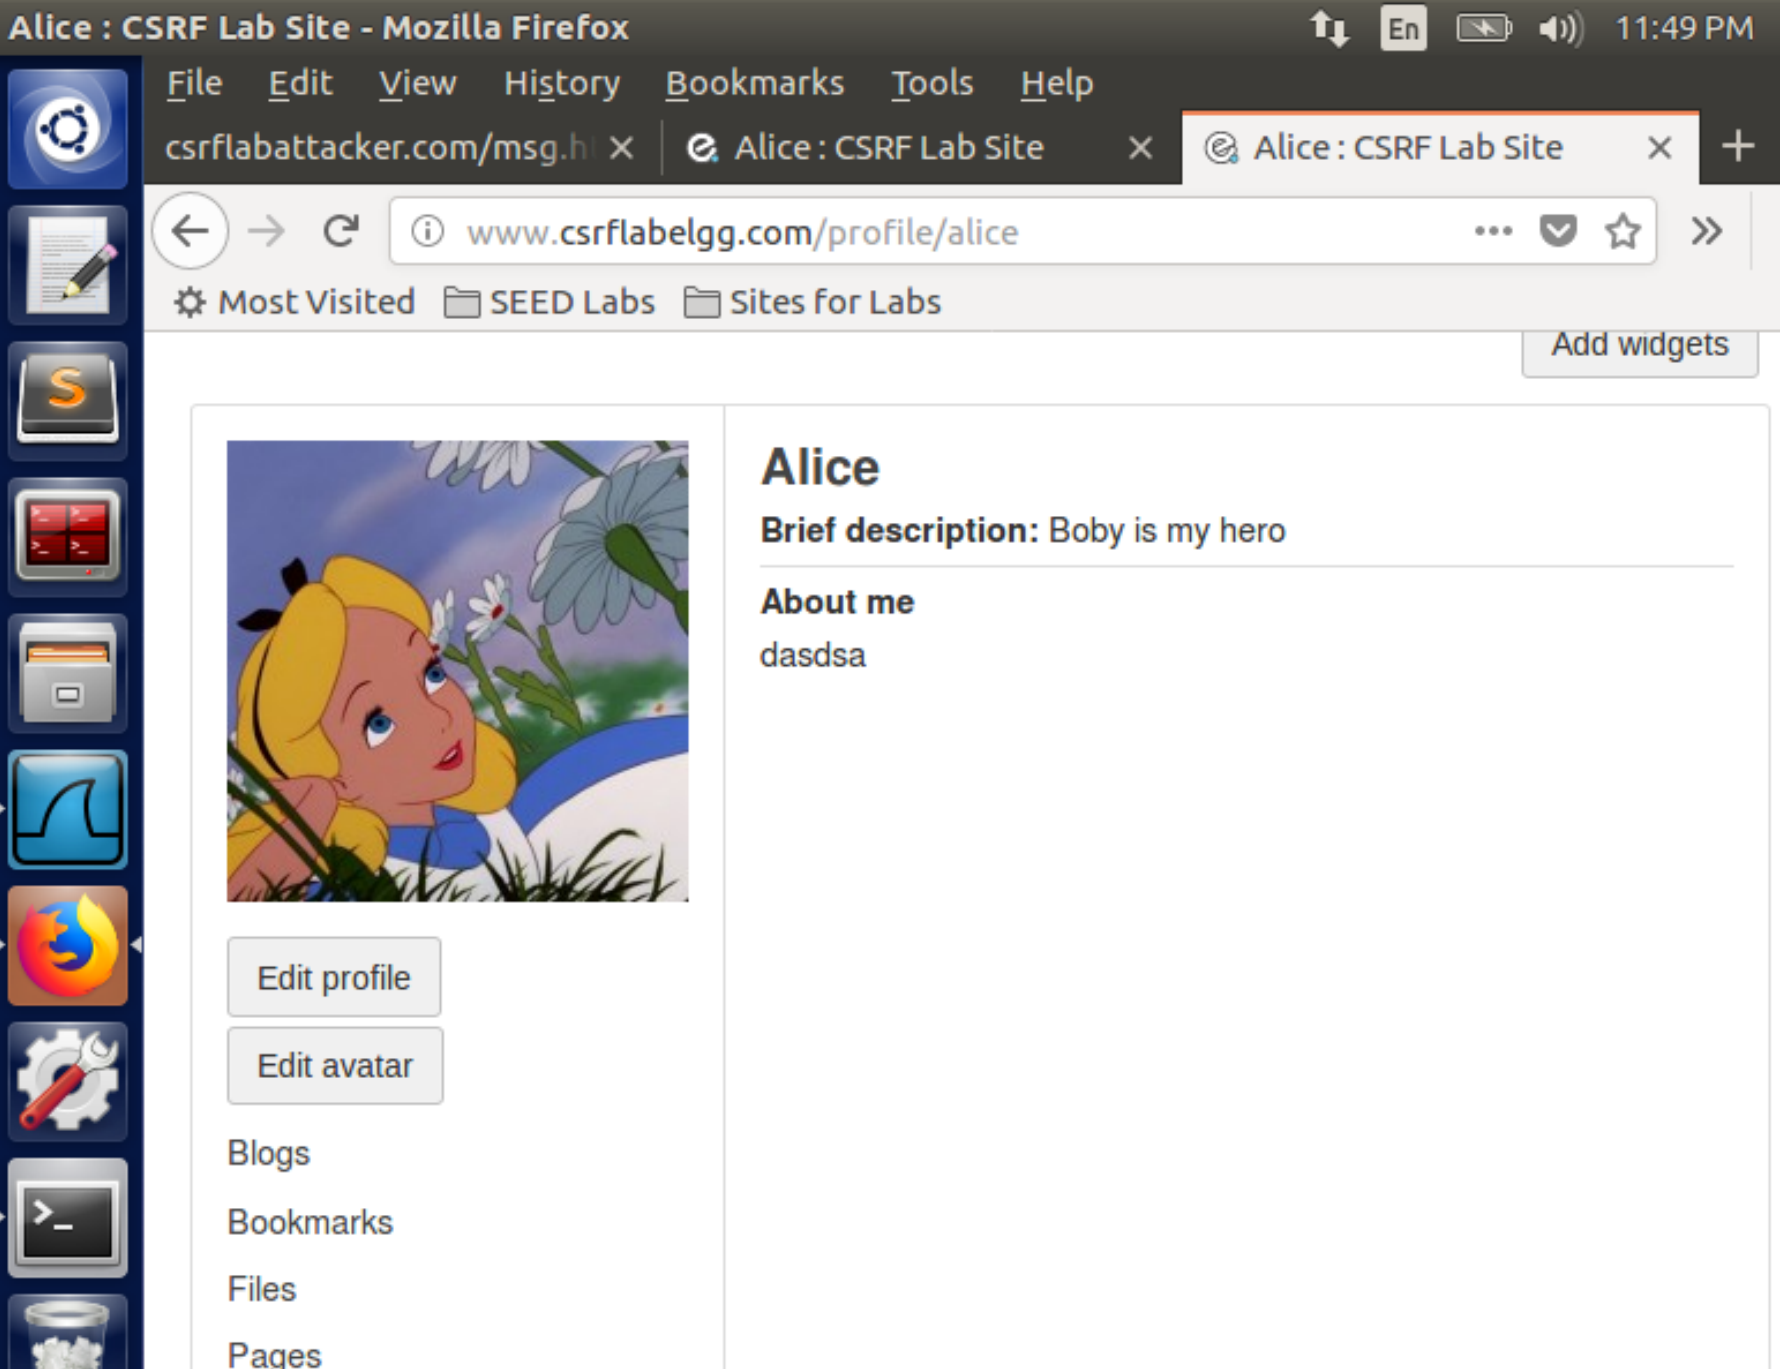 Alice : CSRF Lab Site - Mozilla Firefox
En
11:49 PM
File Edit View History Bookmarks Tools Help
csrflabattacker.com/msg.h
Alice : CSRF Lab Site
Alice : CSRF Lab Site
www.csrflabelgg.com/profile/alice
Most Visited
SEED Labs
Sites for Labs
Add widgets
Alice
Brief description: Boby is my hero
About me
dasdsa
Edit profile
Edit avatar
Blogs
Bookmarks
Files
Pages